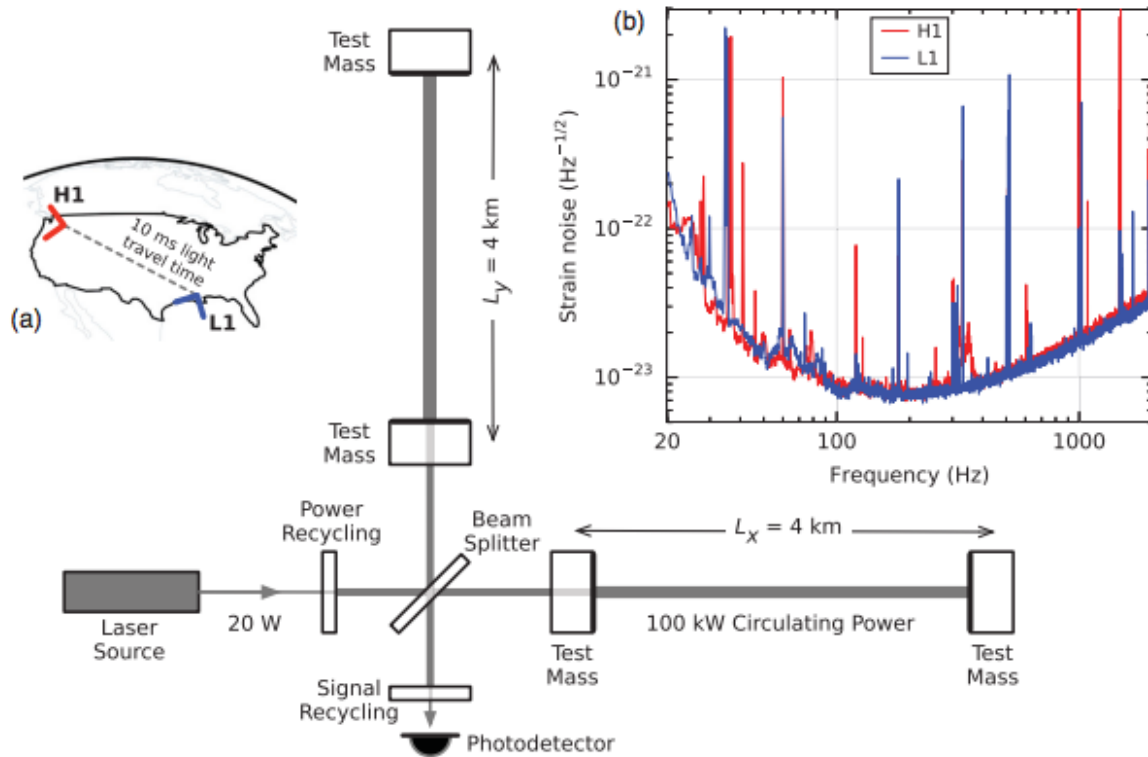 Test
Mass
L_y = 4 km
H1
10 ms light
travel time
L1
(a)
Test
Mass
Power
Recycling
Beam
Splitter
L_x = 4 km
20 W
100 kW Circulating Power
Laser
Source
Test
Mass
Test
Mass
Signal
Recycling
Photodetector
(b)
H1
L1
Strain noise (Hz^{-1/2})
10^{-21}
10^{-22}
10^{-23}
20
100
1000
Frequency (Hz)